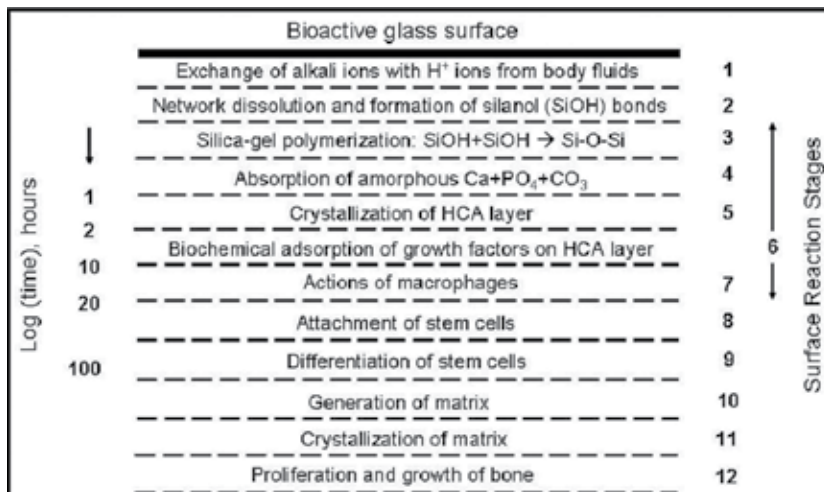 Bioactive glass surface
Exchange of alkali ions with H⁺ ions from body fluids 1
Network dissolution and formation of silanol (SiOH) bonds 2
Silica-gel polymerization: SiOH+SiOH → Si-O-Si 3
Absorption of amorphous Ca+PO₄+CO₃ 4
1
Crystallization of HCA layer 5
2
Biochemical adsorption of growth factors on HCA layer 6
10
Actions of macrophages 7
20
Attachment of stem cells 8
100
Differentiation of stem cells 9
Generation of matrix 10
Crystallization of matrix 11
Proliferation and growth of bone 12
Log (time), hours
Surface Reaction Stages